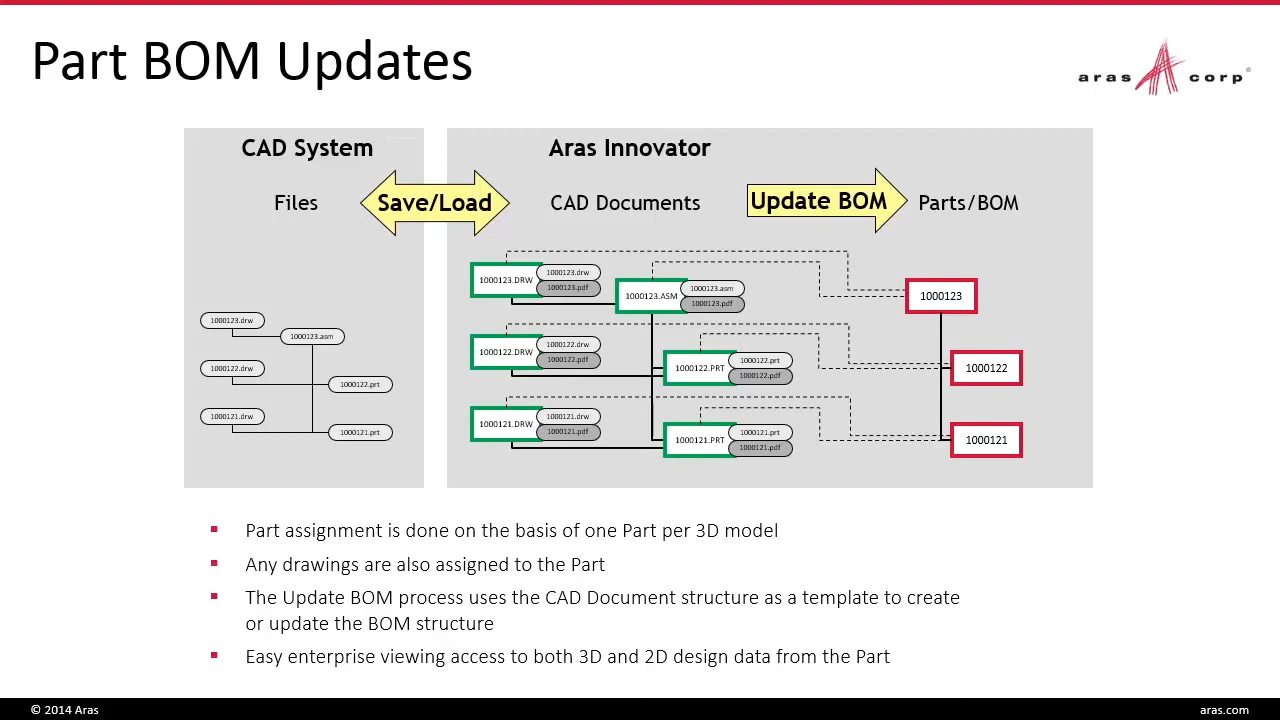 Part BOM Updates
aras corp®
CAD System
Aras Innovator
Files
Save/Load
CAD Documents
Update BOM
Parts/BOM
1000123.drw
1000123.asm
1000122.drw
1000122.prt
1000121.drw
1000121.prt
1000123.DRW
1000123.drw
1000123.pdf
1000123.ASM
1000123.asm
1000123.pdf
1000123
1000122.DRW
1000122.drw
1000122.pdf
1000122.PRT
1000122.prt
1000122.pdf
1000122
1000121.DRW
1000121.drw
1000121.pdf
1000121.PRT
1000121.prt
1000121.pdf
1000121
Part assignment is done on the basis of one Part per 3D model
Any drawings are also assigned to the Part
The Update BOM process uses the CAD Document structure as a template to create
or update the BOM structure
Easy enterprise viewing access to both 3D and 2D design data from the Part
© 2014 Aras
aras.com